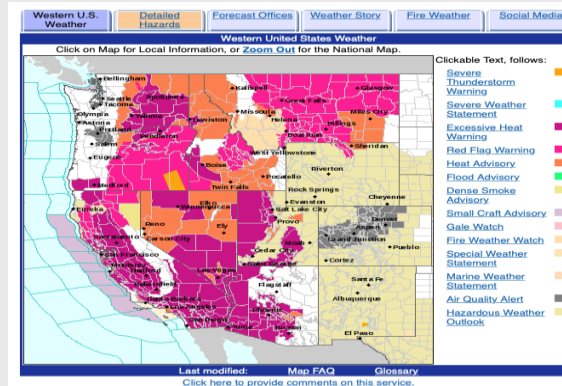 Western U.S. Weather
Detailed Hazards
Forecast Offices
Weather Story
Fire Weather
Social Media
Western United States Weather
Click on Map for Local Information, or Zoom Out for the National Map.
Clickable Text, follows:
Severe
Thunderstorm
Warning
Severe Weather
Statement
Excessive Heat
Warning
Red Flag Warning
Heat Advisory
Flood Advisory
Dense Smoke
Advisory
Small Craft Advisory
Gale Watch
Fire Weather Watch
Special Weather
Statement
Marine Weather
Statement
Air Quality Alert
Hazardous Weather
Outlook
Bellingham
Seattle
Tacoma
Olympia
Astoria
Portland
Salem
Eugene
Medford
Spokane
Yakima
Pendleton
Lewiston
Kalispell
Missoula
Great Falls
Helena
Glasgow
Miles City
Billings
Bozeman
Sheridan
West Yellowstone
Boise
Twin Falls
Pocatello
Riverton
Rock Springs
Evanston
Cheyenne
Eureka
Reno
Carson City
Winnemucca
Elko
Ely
Salt Lake City
Provo
Moab
Cedar City
Grand Junction
Aspen
Denver
Pueblo
Cortez
Sacramento
San Francisco
Monterey
Hanford
Bakersfield
Santa Barbara
Los Angeles
San Diego
Las Vegas
Saint George
Flagstaff
Phoenix
Yuma
Tucson
Santa Fe
Albuquerque
El Paso
Last modified: Map FAQ Glossary
Click here to provide comments on this service.